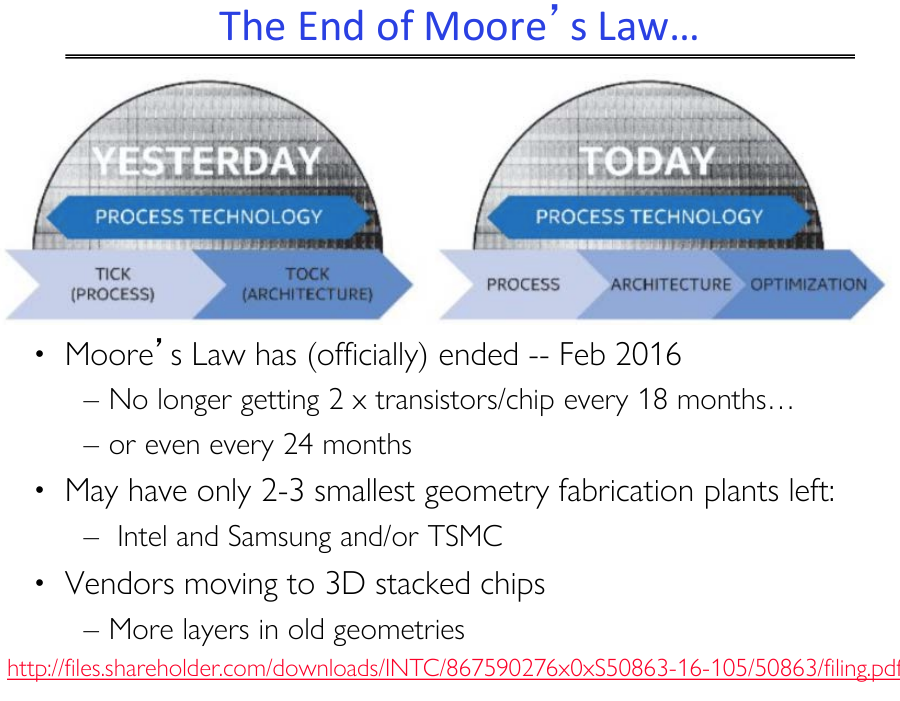 The End of Moore’s Law…
YESTERDAY
PROCESS TECHNOLOGY
TICK
(PROCESS)
TOCK
(ARCHITECTURE)
TODAY
PROCESS TECHNOLOGY
PROCESS
ARCHITECTURE
OPTIMIZATION
• Moore’s Law has (officially) ended -- Feb 2016
– No longer getting 2 x transistors/chip every 18 months…
– or even every 24 months
• May have only 2-3 smallest geometry fabrication plants left:
– Intel and Samsung and/or TSMC
• Vendors moving to 3D stacked chips
– More layers in old geometries
http://files.shareholder.com/downloads/INTC/867590276x0xS50863-16-105/50863/filing.pdf